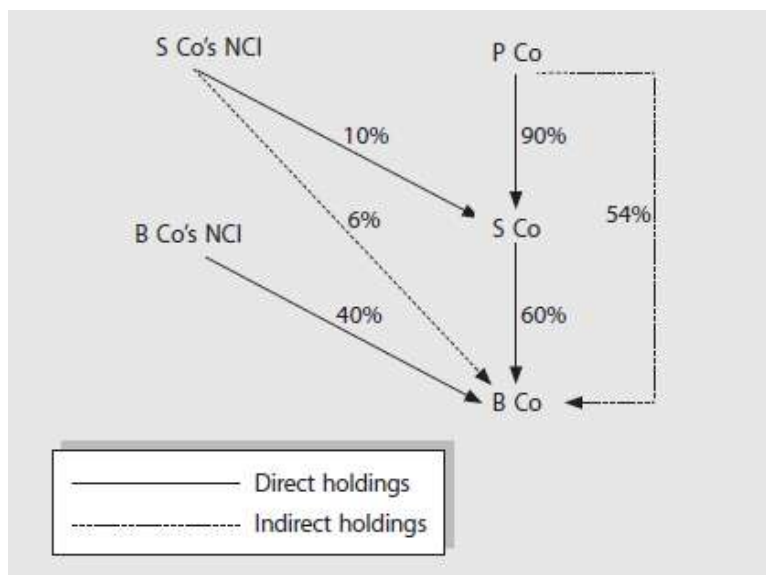 S Co's NCI
P Co
10%
90%
6%
54%
B Co's NCI
S Co
40%
60%
B Co
Direct holdings
Indirect holdings